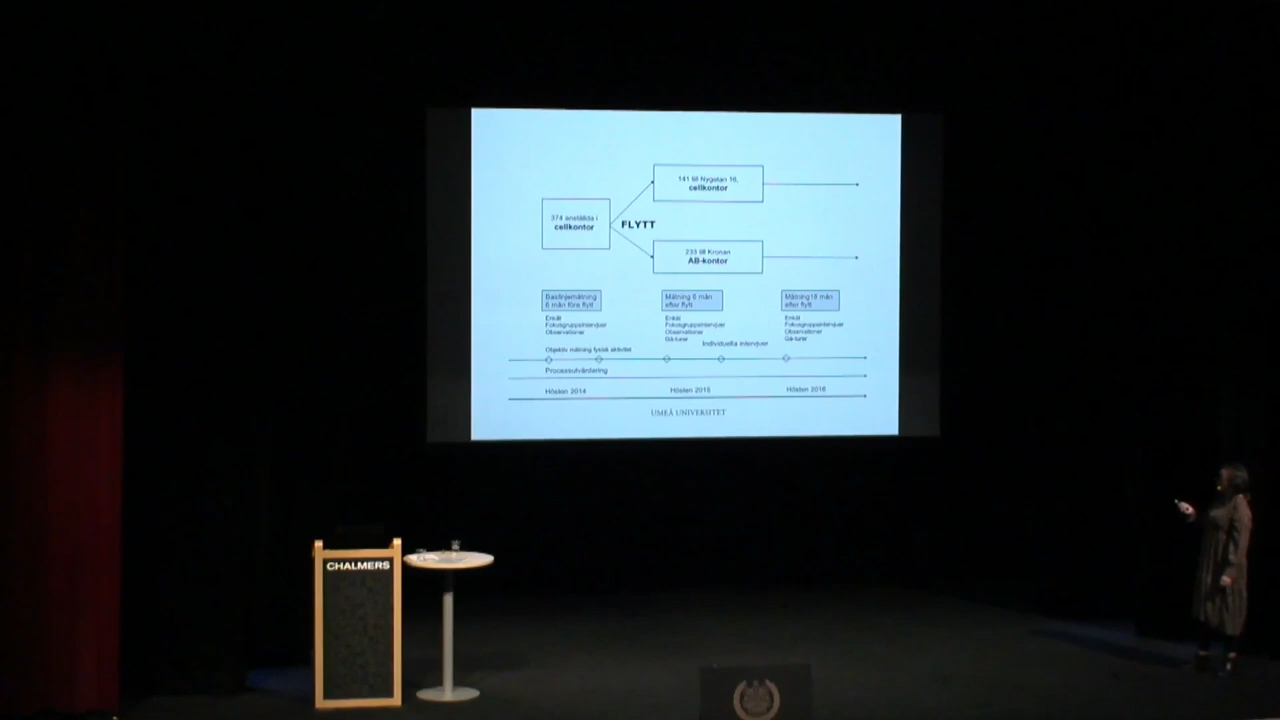 141 till Nygatan 16,
cellkontor
374 anställda i
cellkontor
FLYTT
233 till Kronan
AB-kontor
Baslinjemätning
6 mån före flytt
Mätning 6 mån
efter flytt
Mätning18 mån
efter flytt
Enkät
Fokusgruppsintervjuer
Observationer
Enkät
Fokusgruppsintervjuer
Observationer
Gå-turer
Enkät
Fokusgruppsintervjuer
Observationer
Gå-turer
Individuella intervjuer
Objektiv mätning fysisk aktivitet
Processutvärdering
Hösten 2014
Hösten 2015
Hösten 2016
UMEÅ UNIVERSITET
CHALMERS